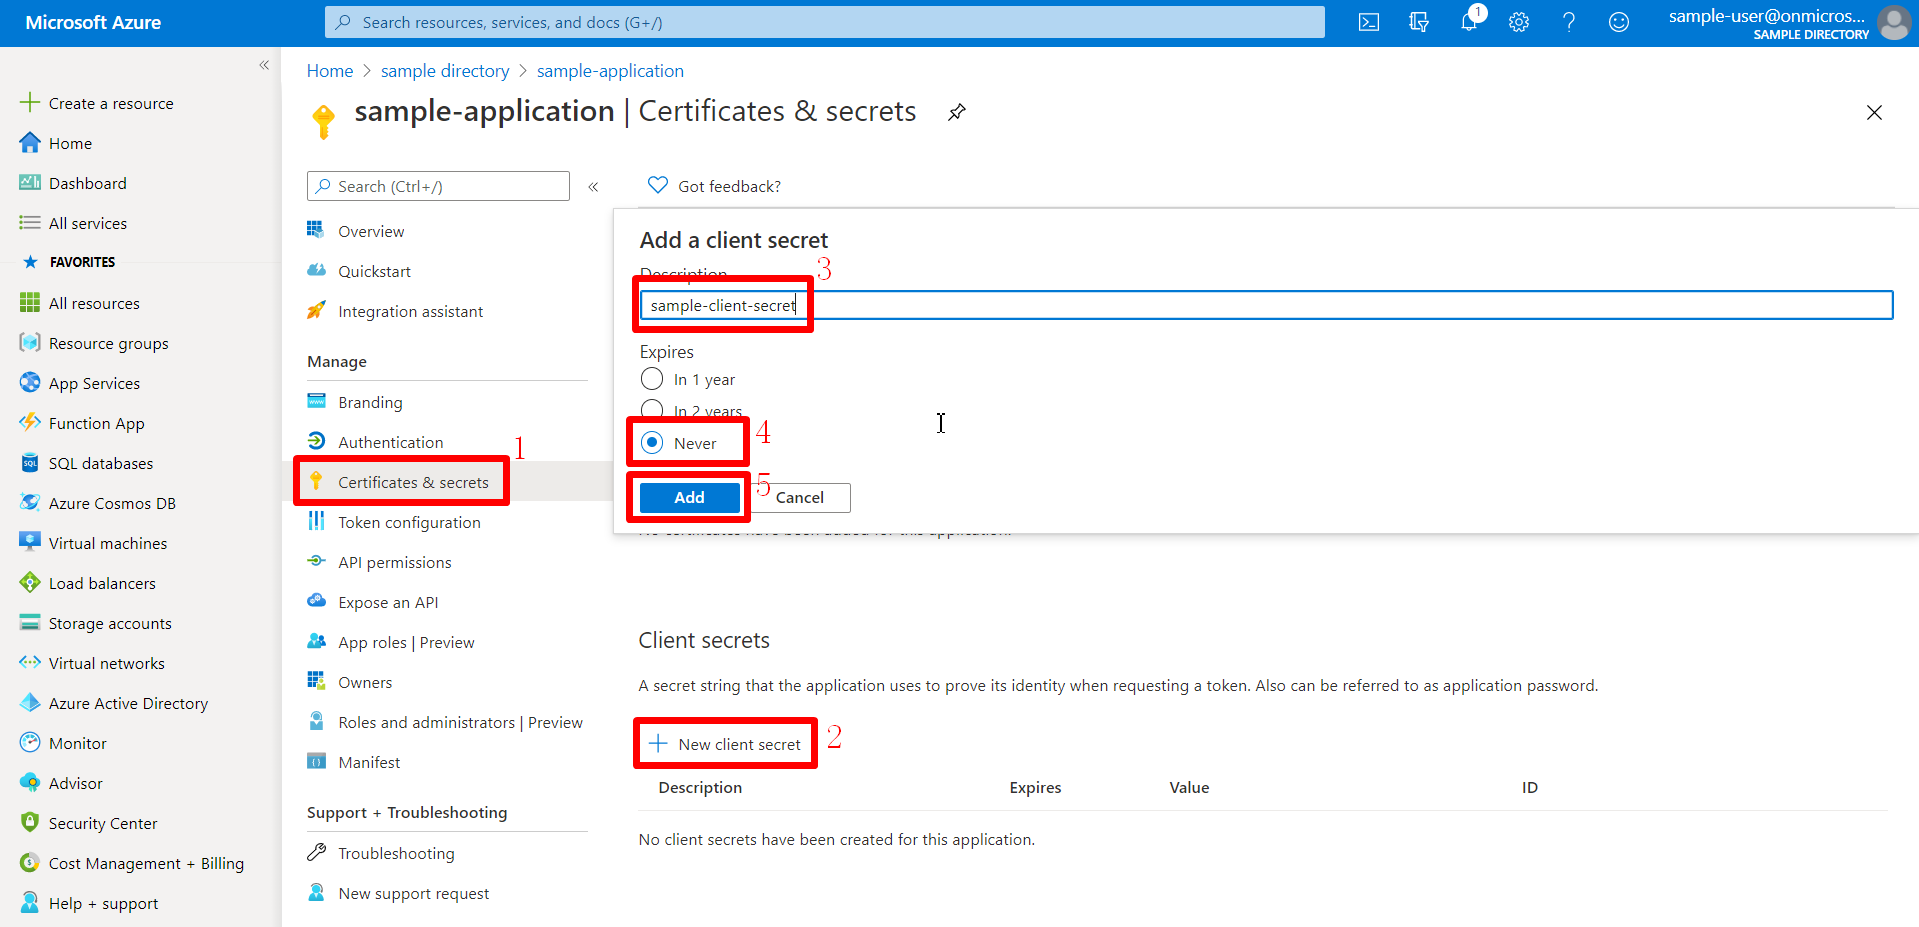 Microsoft Azure
Search resources, services, and docs (G+/)
1
sample-user@onmicros...
SAMPLE DIRECTORY
Create a resource
Home
Dashboard
All services
FAVORITES
All resources
Resource groups
App Services
Function App
SQL databases
Azure Cosmos DB
Virtual machines
Load balancers
Storage accounts
Virtual networks
Azure Active Directory
Monitor
Advisor
Security Center
Cost Management + Billing
Help + support
Home > sample directory > sample-application
sample-application | Certificates & secrets
Search (Ctrl+/)
Overview
Quickstart
Integration assistant
Manage
Branding
Authentication
1
Certificates & secrets
Token configuration
API permissions
Expose an API
App roles | Preview
Owners
Roles and administrators | Preview
Manifest
Support + Troubleshooting
Troubleshooting
New support request
Got feedback?
Add a client secret
Description
3
sample-client-secret
Expires
In 1 year
In 2 years
Never
4
Add
5
Cancel
No certificates have been added for this application.
Client secrets
A secret string that the application uses to prove its identity when requesting a token. Also can be referred to as application password.
New client secret
2
Description Expires Value ID
No client secrets have been created for this application.